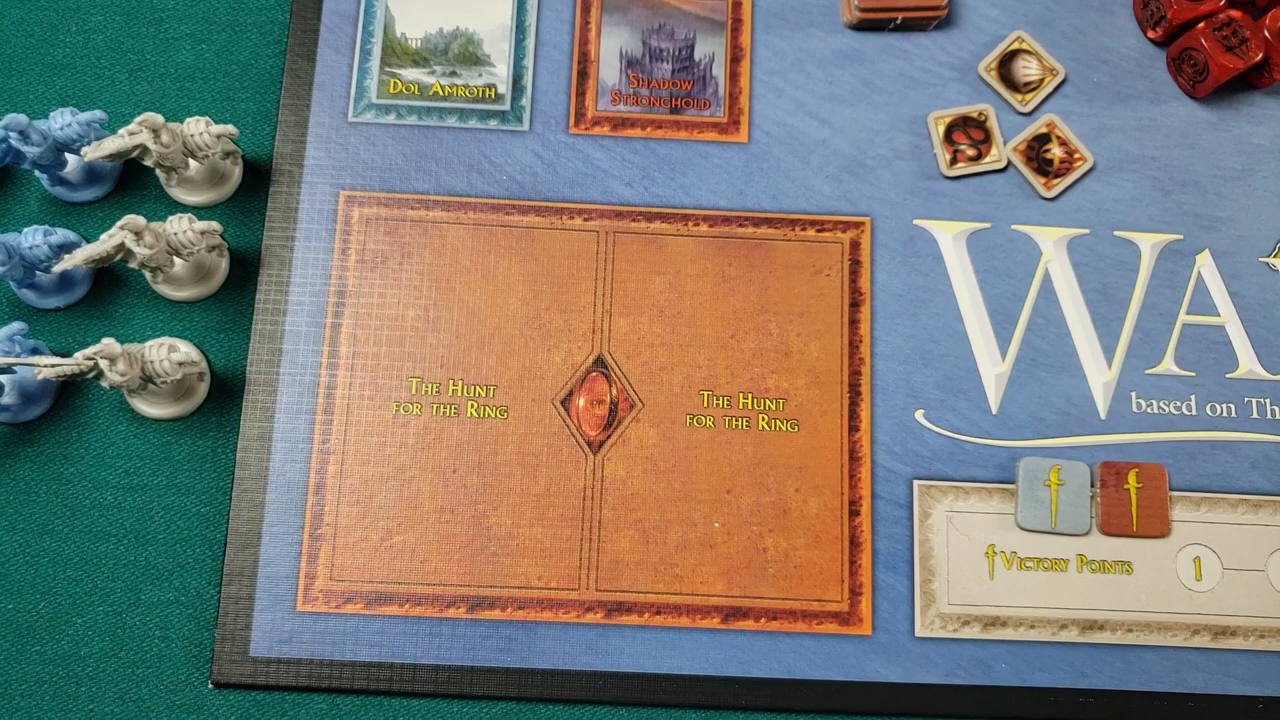 Dol Amroth
Shadow
Stronghold
The Hunt
for the Ring
The Hunt
for the Ring
WA
based on Th
Victory Points
1